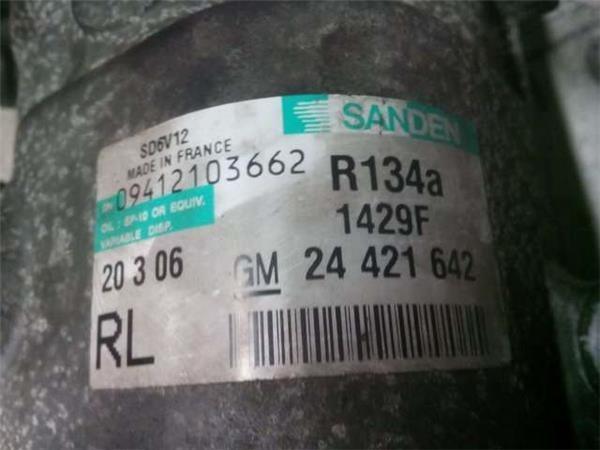 SANDEN
SD6V12
MADE IN FRANCE
SN 09412103662
R134a
OIL : SP-10 OR EQUIV.
VARIABLE DISP.
1429F
20 3 06
GM 24 421 642
RL